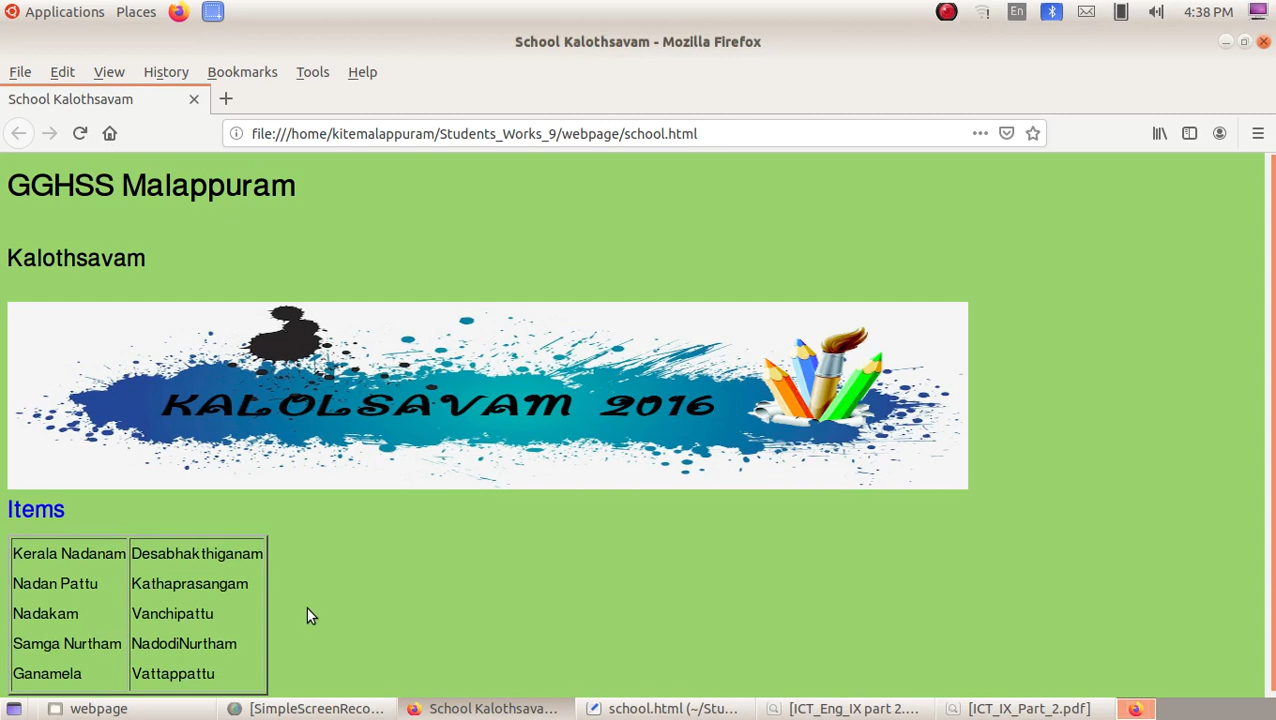 Applications Places En 4:38 PM
School Kalothsavam - Mozilla Firefox
File Edit View History Bookmarks Tools Help
School Kalothsavam
file:///home/kitemalappuram/Students_Works_9/webpage/school.html
GGHSS Malappuram
Kalothsavam
KALOLSAVAM 2016
Items
Kerala Nadanam Desabhakthiganam
Nadan Pattu Kathaprasangam
Nadakam Vanchipattu
Samga Nurtham NadodiNurtham
Ganamela Vattappattu
webpage [SimpleScreenReco... School Kalothsava... school.html (~/Stu... [ICT_Eng_IX part 2.... [ICT_IX_Part_2.pdf]